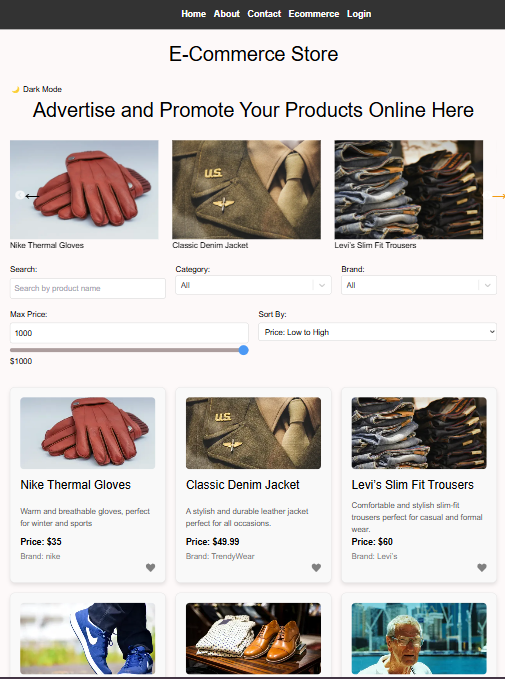 Home About Contact Ecommerce Login
E-Commerce Store
🌙 Dark Mode
Advertise and Promote Your Products Online Here
U.S.
Nike Thermal Gloves
Classic Denim Jacket
Levi's Slim Fit Trousers
Search:
Category:
Brand:
Search by product name
All
All
Max Price:
Sort By:
1000
Price: Low to High
$1000
U.S.
Nike Thermal Gloves
Warm and breathable gloves, perfect
for winter and sports
Price: $35
Brand: nike
Classic Denim Jacket
A stylish and durable leather jacket
perfect for all occasions.
Price: $49.99
Brand: TrendyWear
Levi's Slim Fit Trousers
Comfortable and stylish slim-fit
trousers perfect for casual and formal
wear.
Price: $60
Brand: Levi's